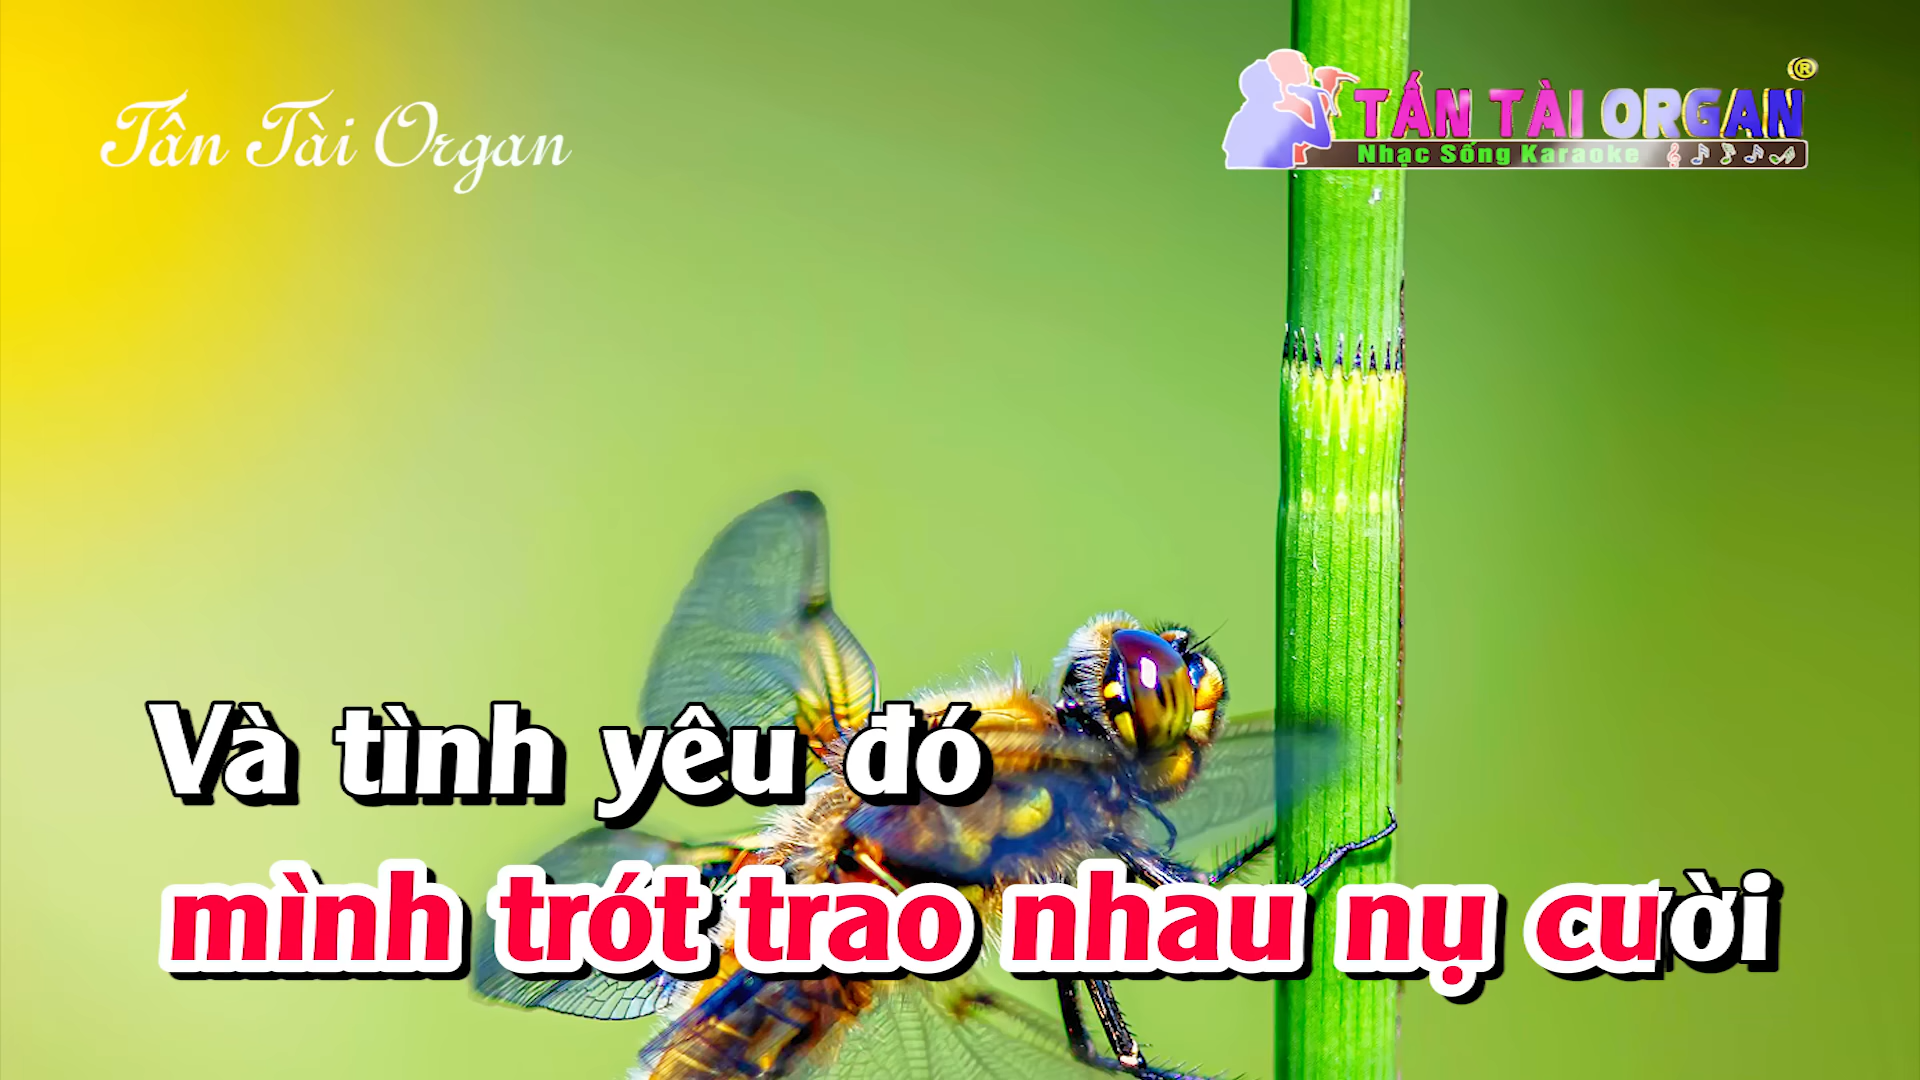 Tấn Tài Organ
TẤN TÀI ORGAN ®
Nhạc Sống Karaoke
Và tình yêu đó
mình trót trao nhau nụ cười